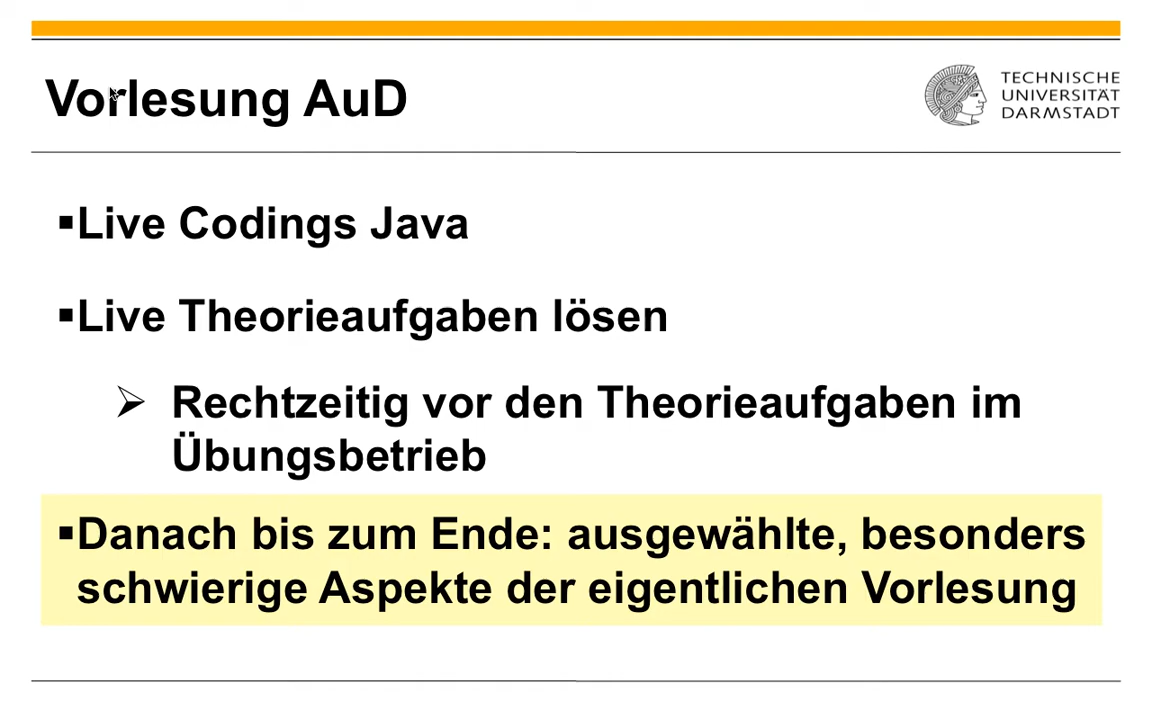 Vorlesung AuD
TECHNISCHE
UNIVERSITÄT
DARMSTADT
▪Live Codings Java
▪Live Theorieaufgaben lösen
➢ Rechtzeitig vor den Theorieaufgaben im
Übungsbetrieb
▪Danach bis zum Ende: ausgewählte, besonders
schwierige Aspekte der eigentlichen Vorlesung